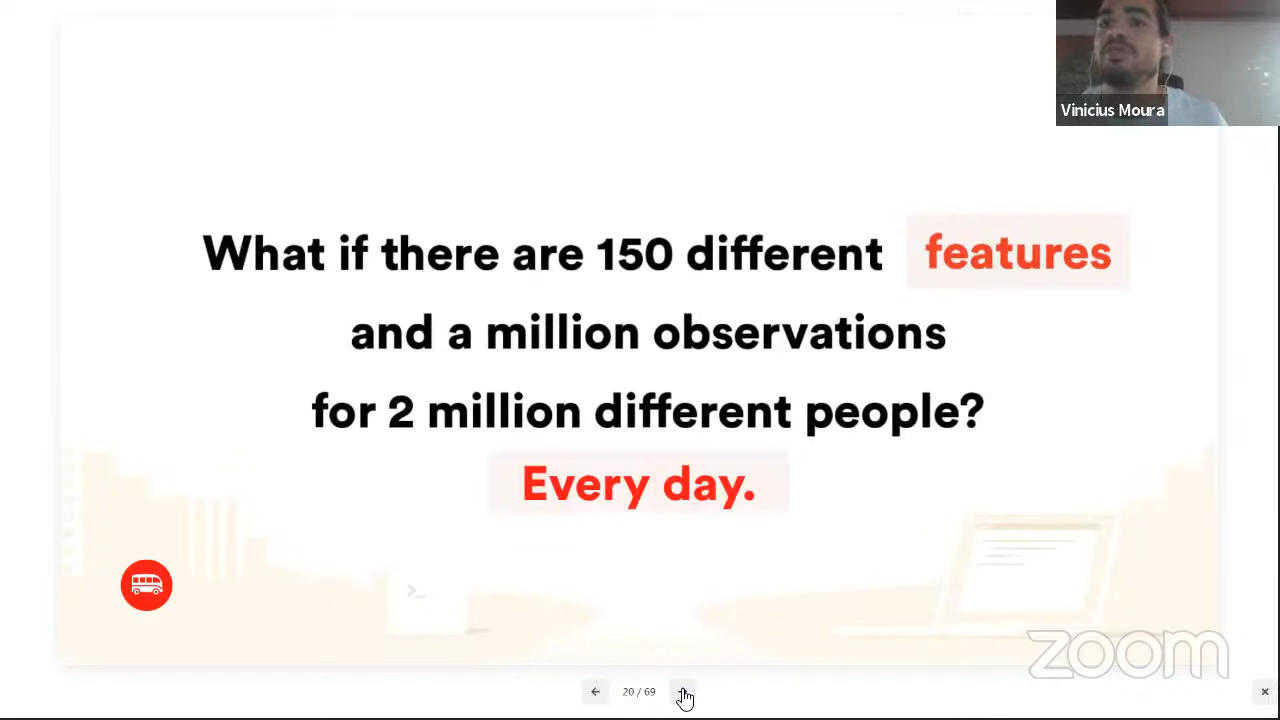 Vinicius Moura
What if there are 150 different features
and a million observations
for 2 million different people?
Every day.
>_
zoom
20 / 69